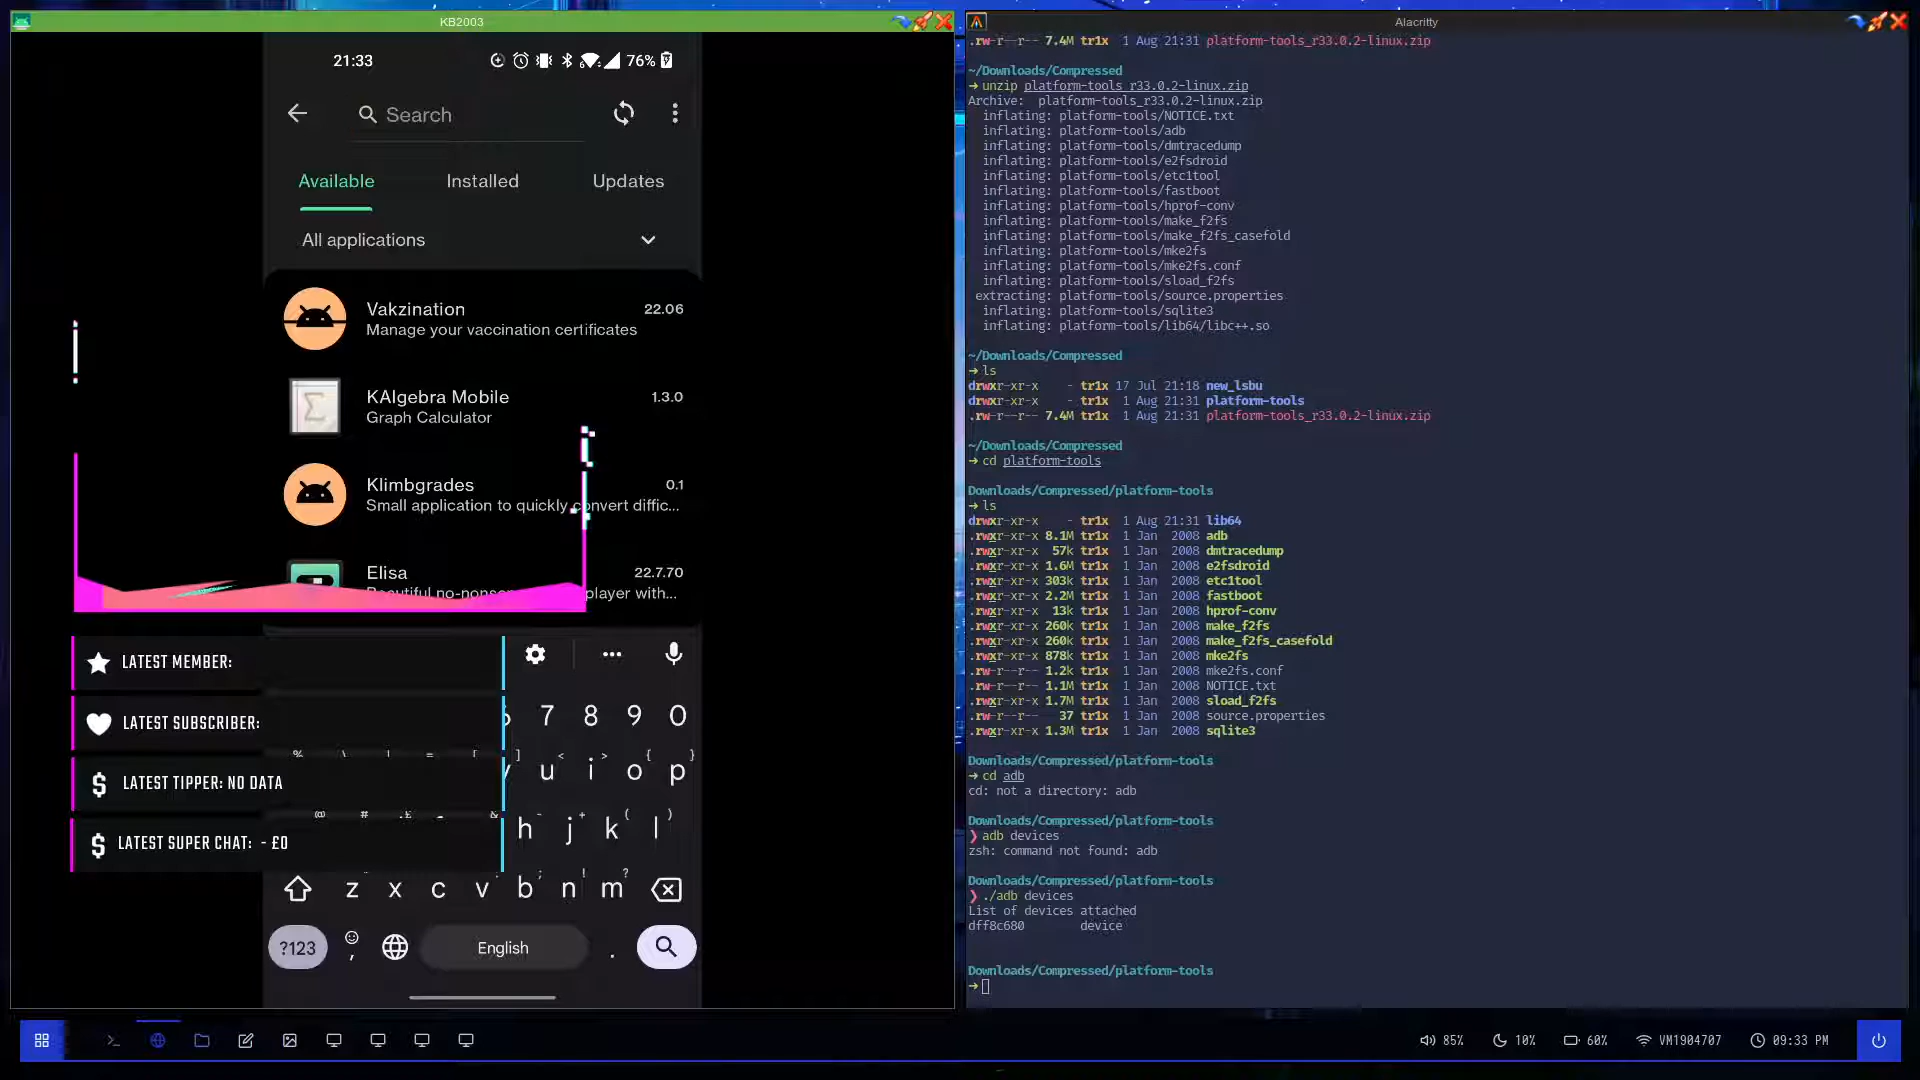 KB2003
21:33
76%
Search
Available
Installed
Updates
All applications
Vakzination
22.06
Manage your vaccination certificates
KAlgebra Mobile
1.3.0
Graph Calculator
Klimbgrades
0.1
Small application to quickly convert diffic...
Elisa
22.7.70
player with...
LATEST MEMBER:
LATEST SUBSCRIBER:
LATEST TIPPER: NO DATA
LATEST SUPER CHAT: - £0
7 8 9 0
u i o p
h j k l
z x c v b n m
?123
English
.
Alacritty
.rw-r--r-- 7.4M tr1x 1 Aug 21:31 platform-tools_r33.0.2-linux.zip
~/Downloads/Compressed
➜ unzip platform-tools_r33.0.2-linux.zip
Archive: platform-tools_r33.0.2-linux.zip
inflating: platform-tools/NOTICE.txt
inflating: platform-tools/adb
inflating: platform-tools/dmtracedump
inflating: platform-tools/e2fsdroid
inflating: platform-tools/etc1tool
inflating: platform-tools/fastboot
inflating: platform-tools/hprof-conv
inflating: platform-tools/make_f2fs
inflating: platform-tools/make_f2fs_casefold
inflating: platform-tools/mke2fs
inflating: platform-tools/mke2fs.conf
inflating: platform-tools/sload_f2fs
extracting: platform-tools/source.properties
inflating: platform-tools/sqlite3
inflating: platform-tools/lib64/libc++.so
~/Downloads/Compressed
➜ ls
drwxr-xr-x - tr1x 17 Jul 21:18 new_lsbu
drwxr-xr-x - tr1x 1 Aug 21:31 platform-tools
.rw-r--r-- 7.4M tr1x 1 Aug 21:31 platform-tools_r33.0.2-linux.zip
~/Downloads/Compressed
➜ cd platform-tools
Downloads/Compressed/platform-tools
➜ ls
drwxr-xr-x - tr1x 1 Aug 21:31 lib64
.rwxr-xr-x 8.1M tr1x 1 Jan 2008 adb
.rwxr-xr-x 57k tr1x 1 Jan 2008 dmtracedump
.rwxr-xr-x 1.6M tr1x 1 Jan 2008 e2fsdroid
.rwxr-xr-x 303k tr1x 1 Jan 2008 etc1tool
.rwxr-xr-x 2.2M tr1x 1 Jan 2008 fastboot
.rwxr-xr-x 13k tr1x 1 Jan 2008 hprof-conv
.rwxr-xr-x 260k tr1x 1 Jan 2008 make_f2fs
.rwxr-xr-x 260k tr1x 1 Jan 2008 make_f2fs_casefold
.rwxr-xr-x 878k tr1x 1 Jan 2008 mke2fs
.rw-r--r-- 1.2k tr1x 1 Jan 2008 mke2fs.conf
.rw-r--r-- 1.1M tr1x 1 Jan 2008 NOTICE.txt
.rwxr-xr-x 1.7M tr1x 1 Jan 2008 sload_f2fs
.rw-r--r-- 37 tr1x 1 Jan 2008 source.properties
.rwxr-xr-x 1.3M tr1x 1 Jan 2008 sqlite3
Downloads/Compressed/platform-tools
➜ cd adb
cd: not a directory: adb
Downloads/Compressed/platform-tools
❯ adb devices
zsh: command not found: adb
Downloads/Compressed/platform-tools
❯ ./adb devices
List of devices attached
dff8c680 device
Downloads/Compressed/platform-tools
➜
85%
10%
60%
VM1904707
09:33 PM